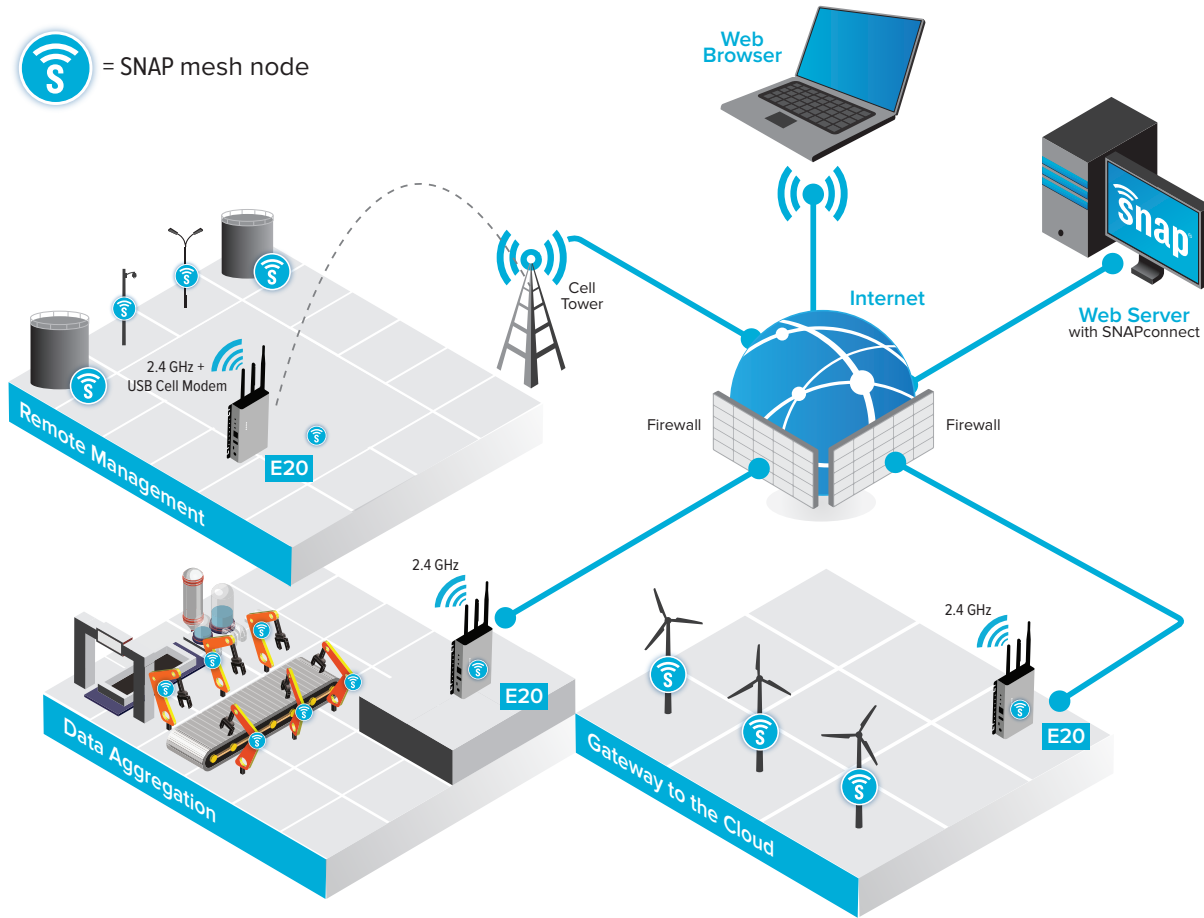 S
= SNAP mesh node
Web
Browser
snap
Web Server
with SNAPconnect
Internet
Cell
Tower
Firewall
Firewall
S
S
S
S
2.4 GHz +
USB Cell Modem
S
E20
Remote Management
2.4 GHz
S
S
S
S
S
S
S
E20
Data Aggregation
2.4 GHz
S
S
S
S
E20
Gateway to the Cloud